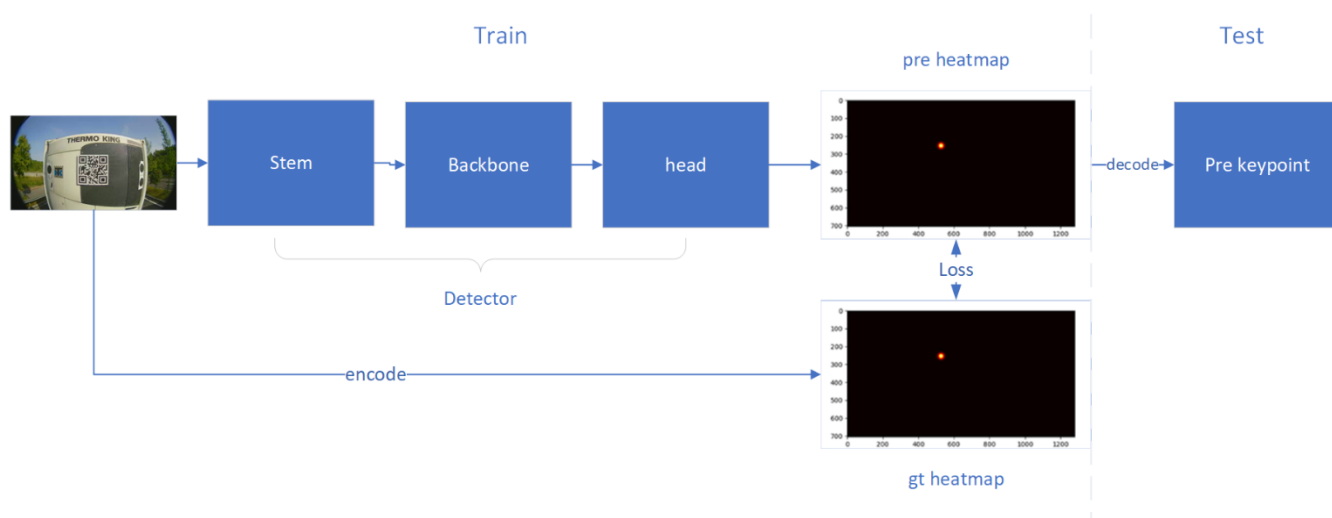 Train
Test
pre heatmap
THERMO KING
Stem
Backbone
head
0
100
200
300
400
500
600
700
0 200 400 600 800 1000 1200
decode
Pre keypoint
Loss
Detector
0
100
200
300
400
500
600
700
0 200 400 600 800 1000 1200
encode
gt heatmap